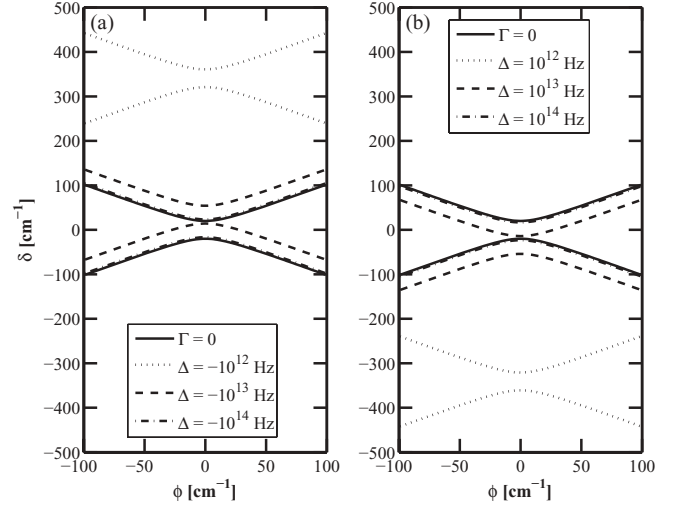 (a)
500
400
300
200
100
0
−100
−200
−300
−400
−500
δ [cm⁻¹]
Γ = 0
Δ = −10¹² Hz
Δ = −10¹³ Hz
Δ = −10¹⁴ Hz
−100 −50 0 50 100
ϕ [cm⁻¹]
(b)
500
400
300
200
100
0
−100
−200
−300
−400
−500
Γ = 0
Δ = 10¹² Hz
Δ = 10¹³ Hz
Δ = 10¹⁴ Hz
−100 −50 0 50 100
ϕ [cm⁻¹]